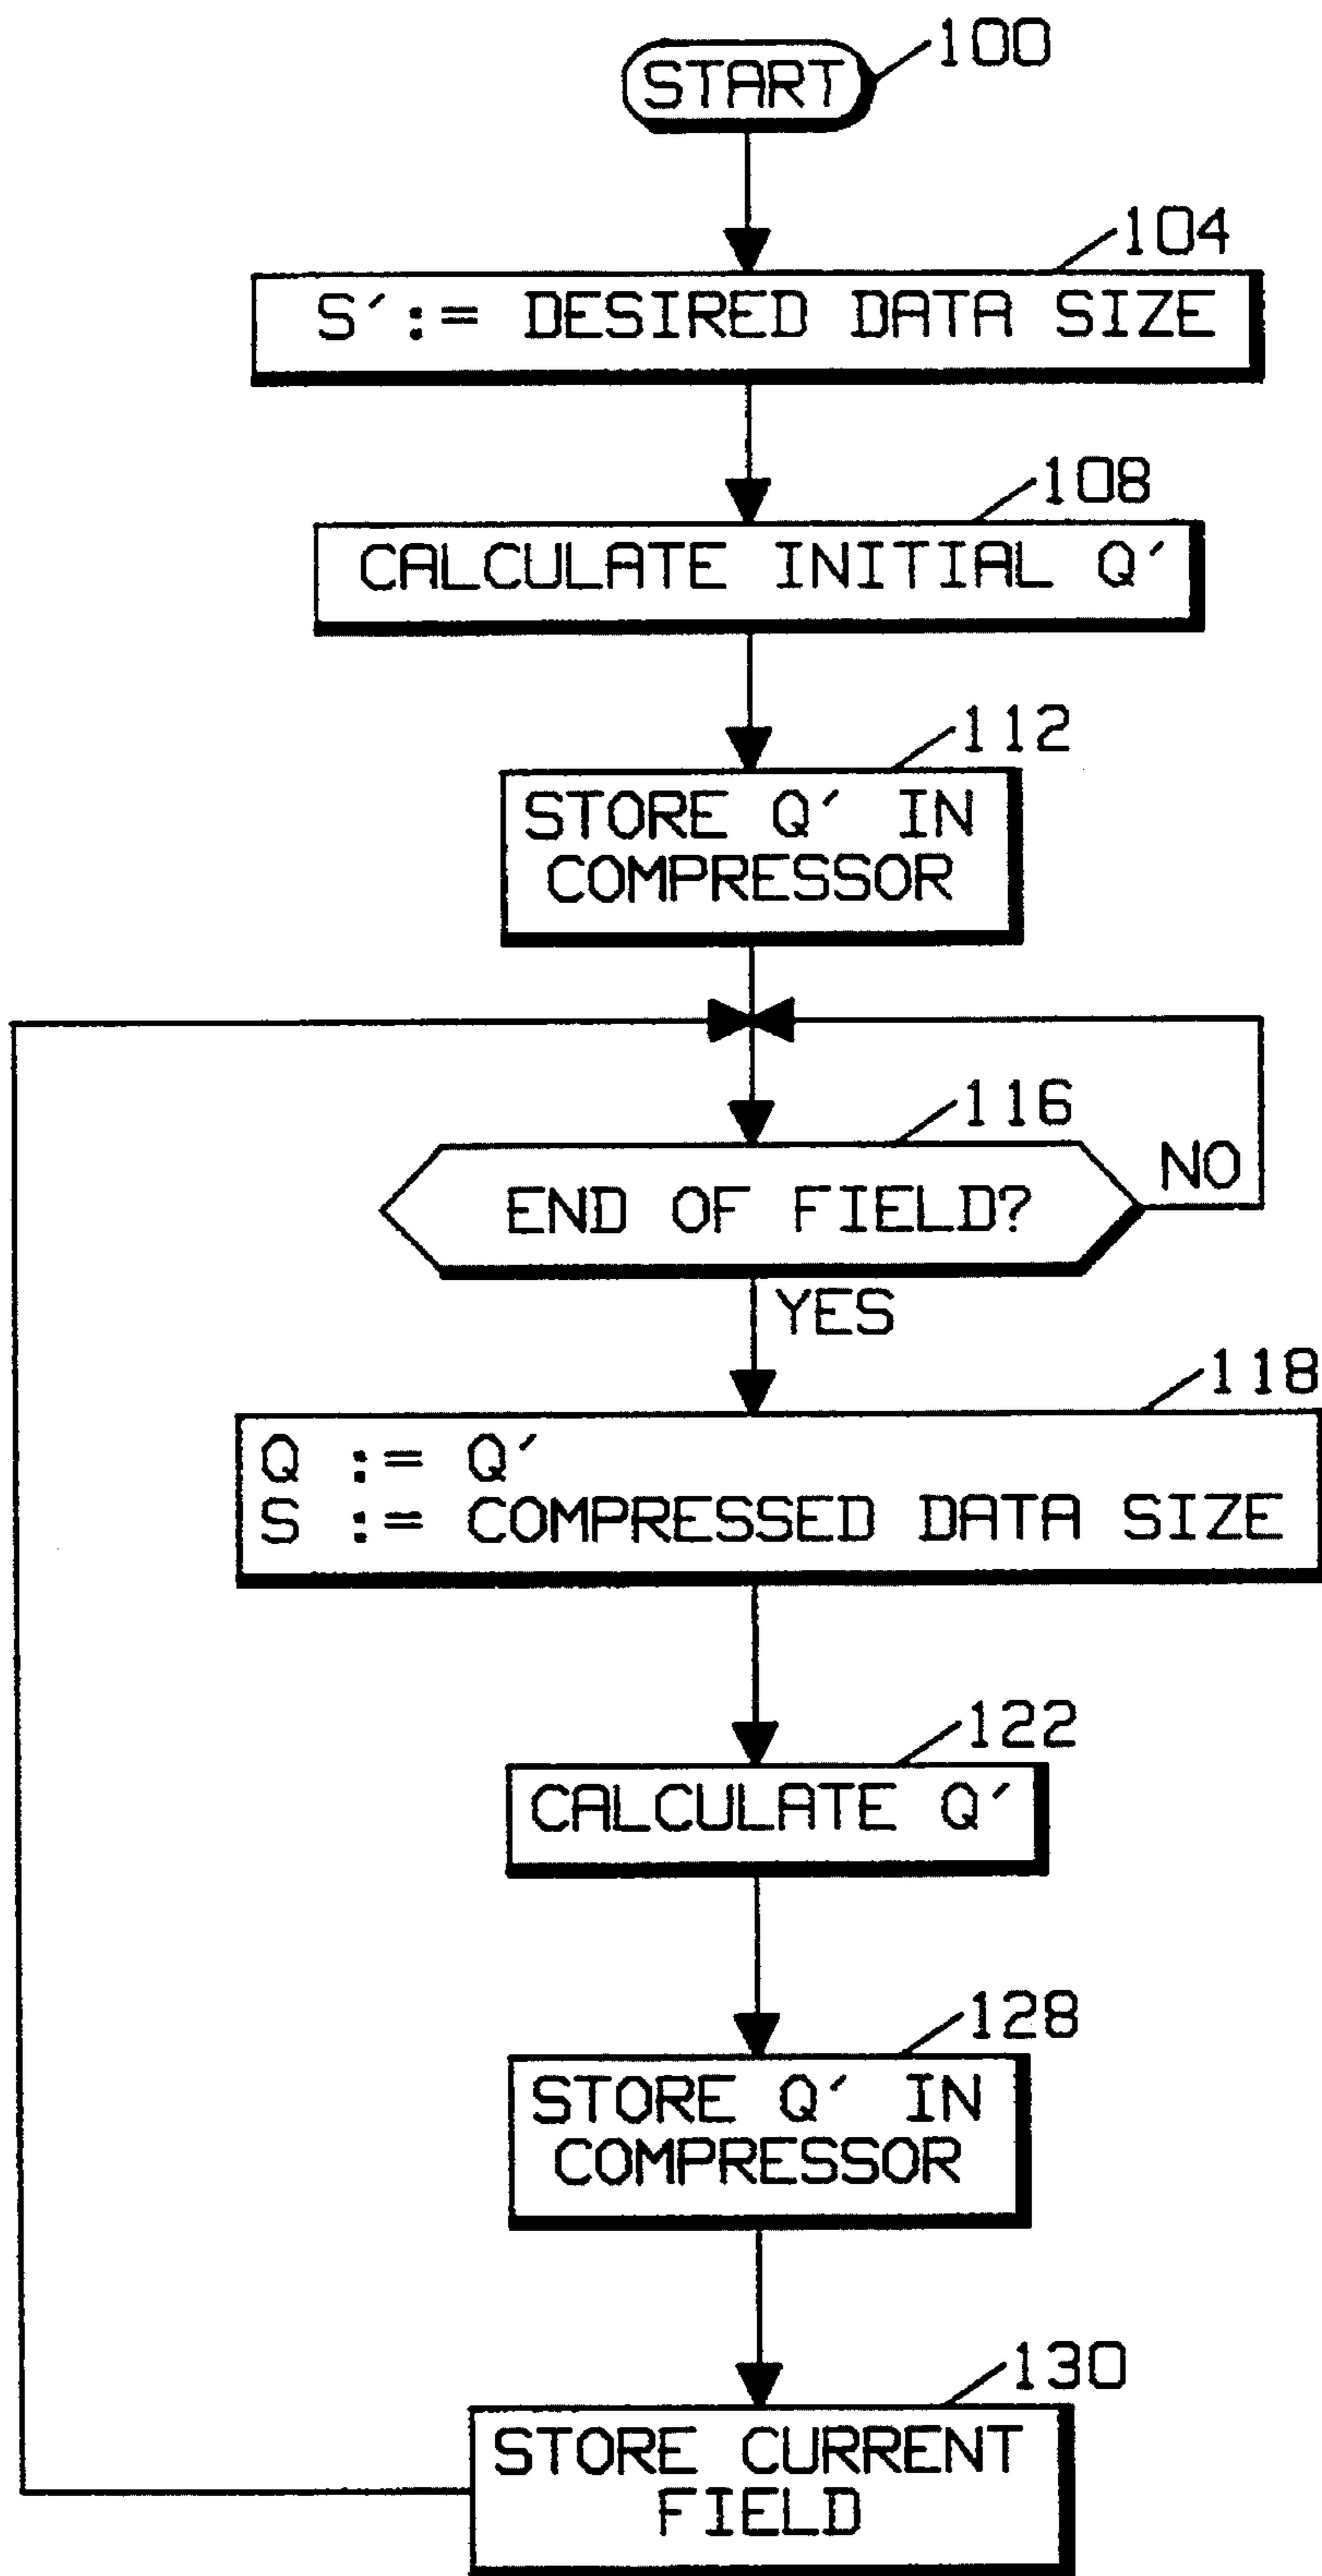 START
100
104
S′:= DESIRED DATA SIZE
108
CALCULATE INITIAL Q′
112
STORE Q′ IN
COMPRESSOR
116
END OF FIELD?
NO
YES
118
Q := Q′
S := COMPRESSED DATA SIZE
122
CALCULATE Q′
128
STORE Q′ IN
COMPRESSOR
130
STORE CURRENT
FIELD